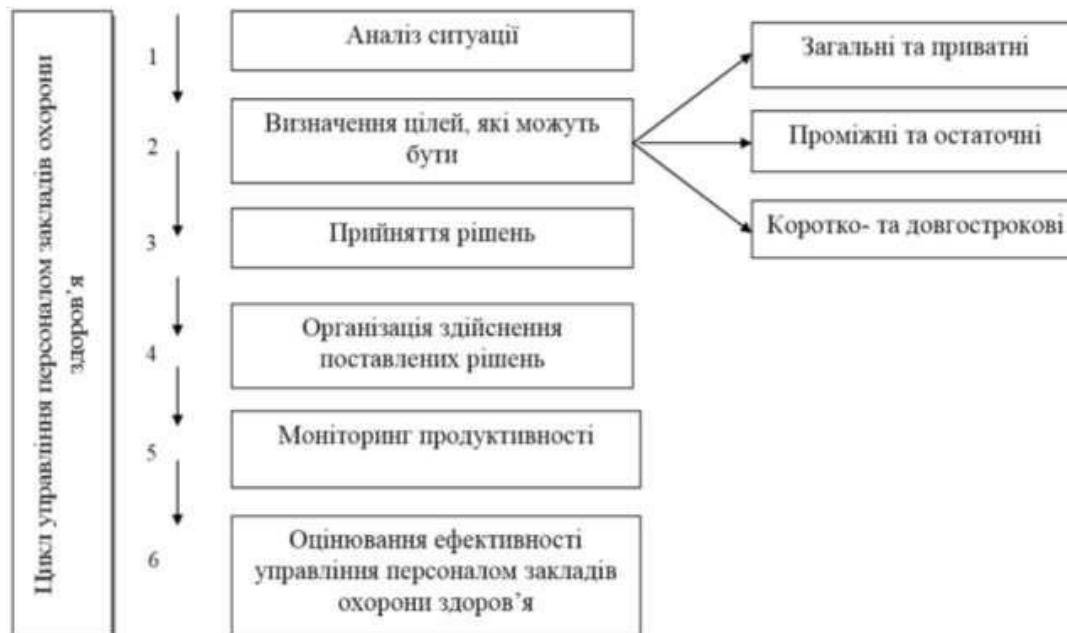 Цикл управління персоналом закладів охорони
здоров’я
1
Аналіз ситуації
2
Визначення цілей, які можуть
бути
Загальні та приватні
Проміжні та остаточні
Коротко- та довгострокові
3
Прийняття рішень
4
Організація здійснення
поставлених рішень
5
Моніторинг продуктивності
6
Оцінювання ефективності
управління персоналом закладів
охорони здоров’я